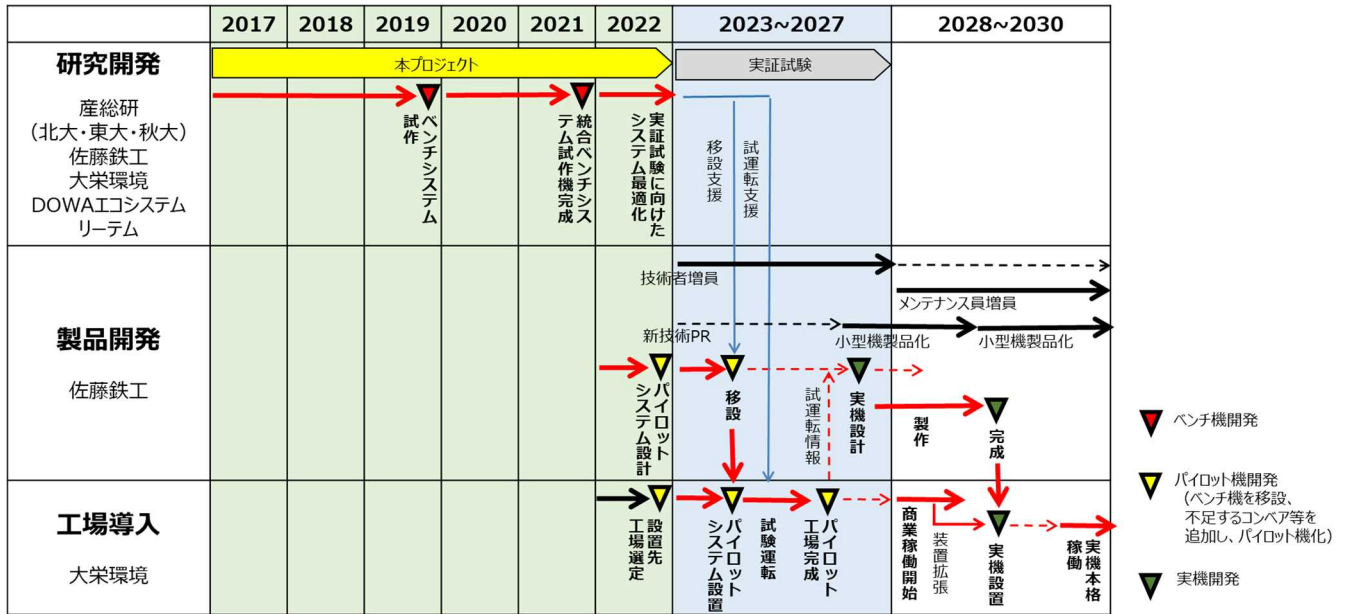 2017 2018 2019 2020 2021 2022 2023~2027 2028~2030
研究開発
産総研
(北大・東大・秋大)
佐藤鉄工
大栄環境
DOWAエコシステム
リーテム
本プロジェクト
実証試験
ベンチシステム
試作
統合ベンチシス
テム試作機完成
実証試験に向けた
システム最適化
移設支援
試運転支援
製品開発
佐藤鉄工
技術者増員
メンテナンス員増員
新技術PR
小型機製品化
小型機製品化
パイロット
システム設計
移設
試運転情報
実機設計
製作
完成
工場導入
大栄環境
設置先
工場選定
パイロット
システム設置
試験運転
パイロット
工場完成
商業稼働開始
装置拡張
実機設置
実機本格
稼働
ベンチ機開発
パイロット機開発
(ベンチ機を移設、
不足するコンベア等を
追加し、パイロット機化)
実機開発